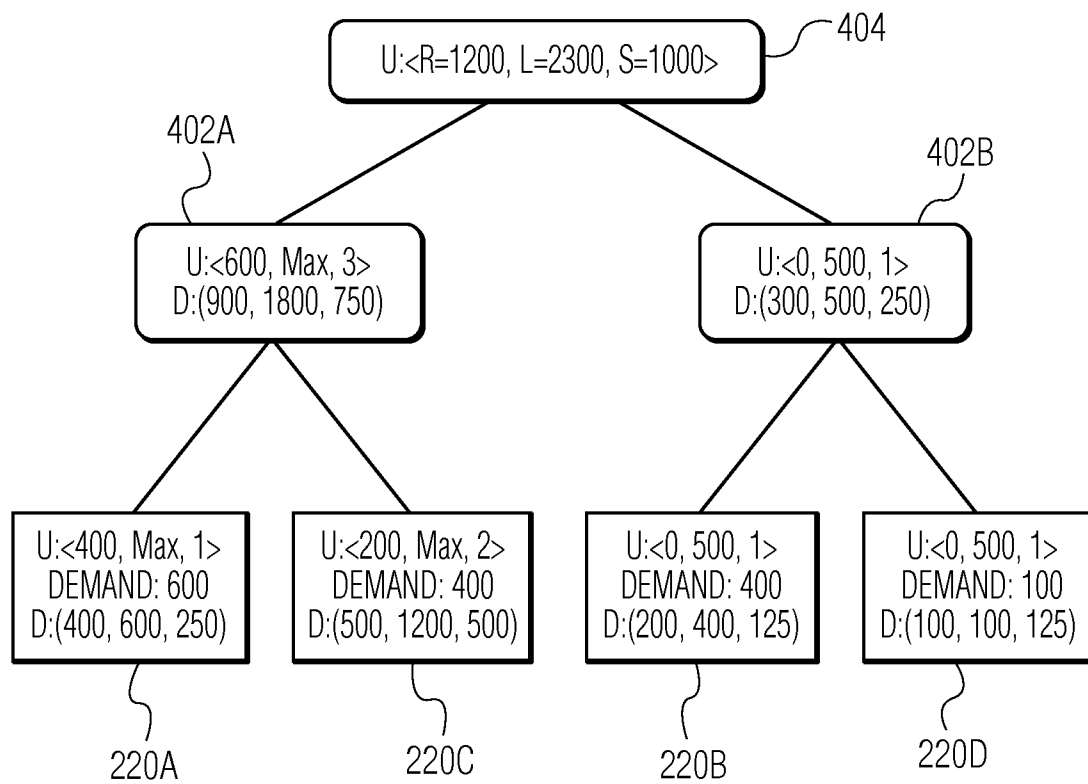 404
U:<R=1200, L=2300, S=1000>
402A
402B
U:<600, Max, 3>
D:(900, 1800, 750)
U:<0, 500, 1>
D:(300, 500, 250)
U:<400, Max, 1>
DEMAND: 600
D:(400, 600, 250)
U:<200, Max, 2>
DEMAND: 400
D:(500, 1200, 500)
U:<0, 500, 1>
DEMAND: 400
D:(200, 400, 125)
U:<0, 500, 1>
DEMAND: 100
D:(100, 100, 125)
220A
220C
220B
220D